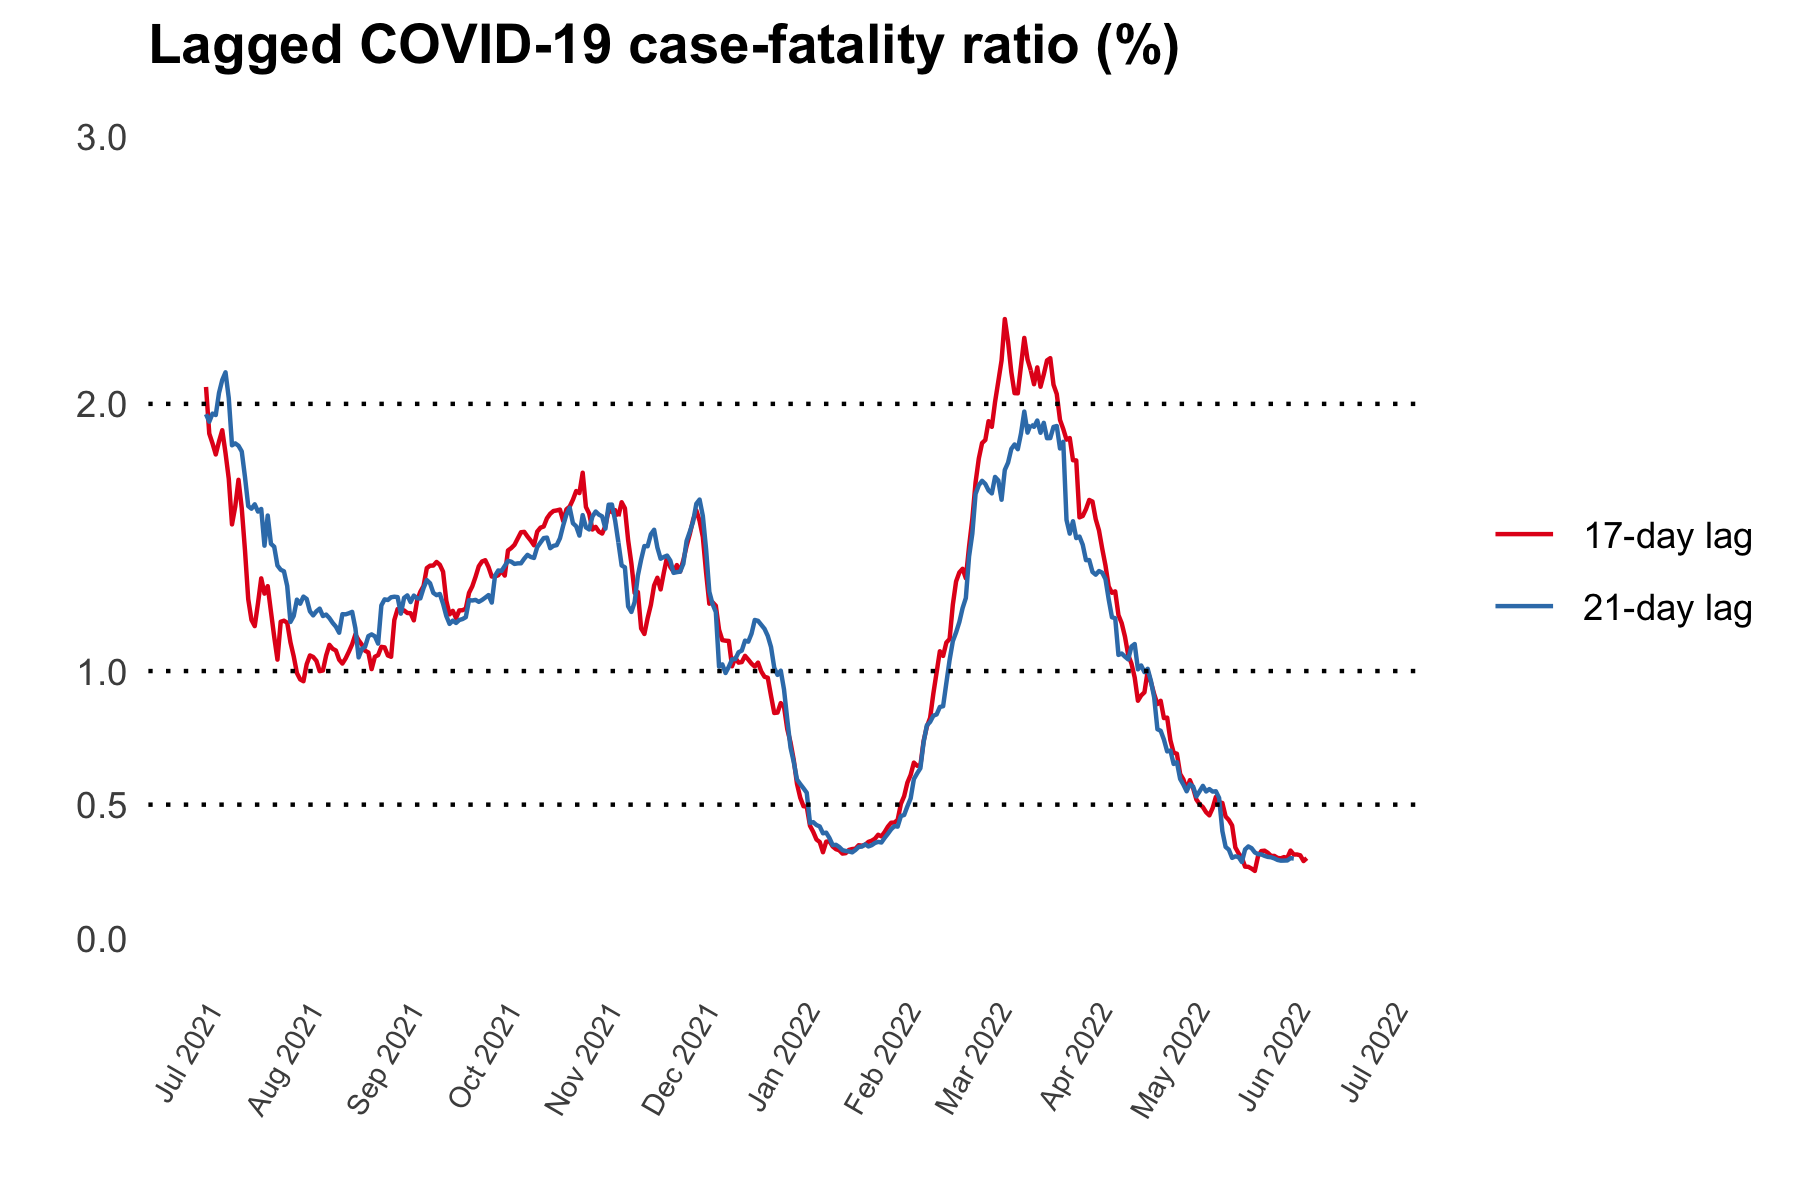 Lagged COVID-19 case-fatality ratio (%)
3.0
2.0
1.0
0.5
0.0
17-day lag
21-day lag
Jul 2021
Aug 2021
Sep 2021
Oct 2021
Nov 2021
Dec 2021
Jan 2022
Feb 2022
Mar 2022
Apr 2022
May 2022
Jun 2022
Jul 2022